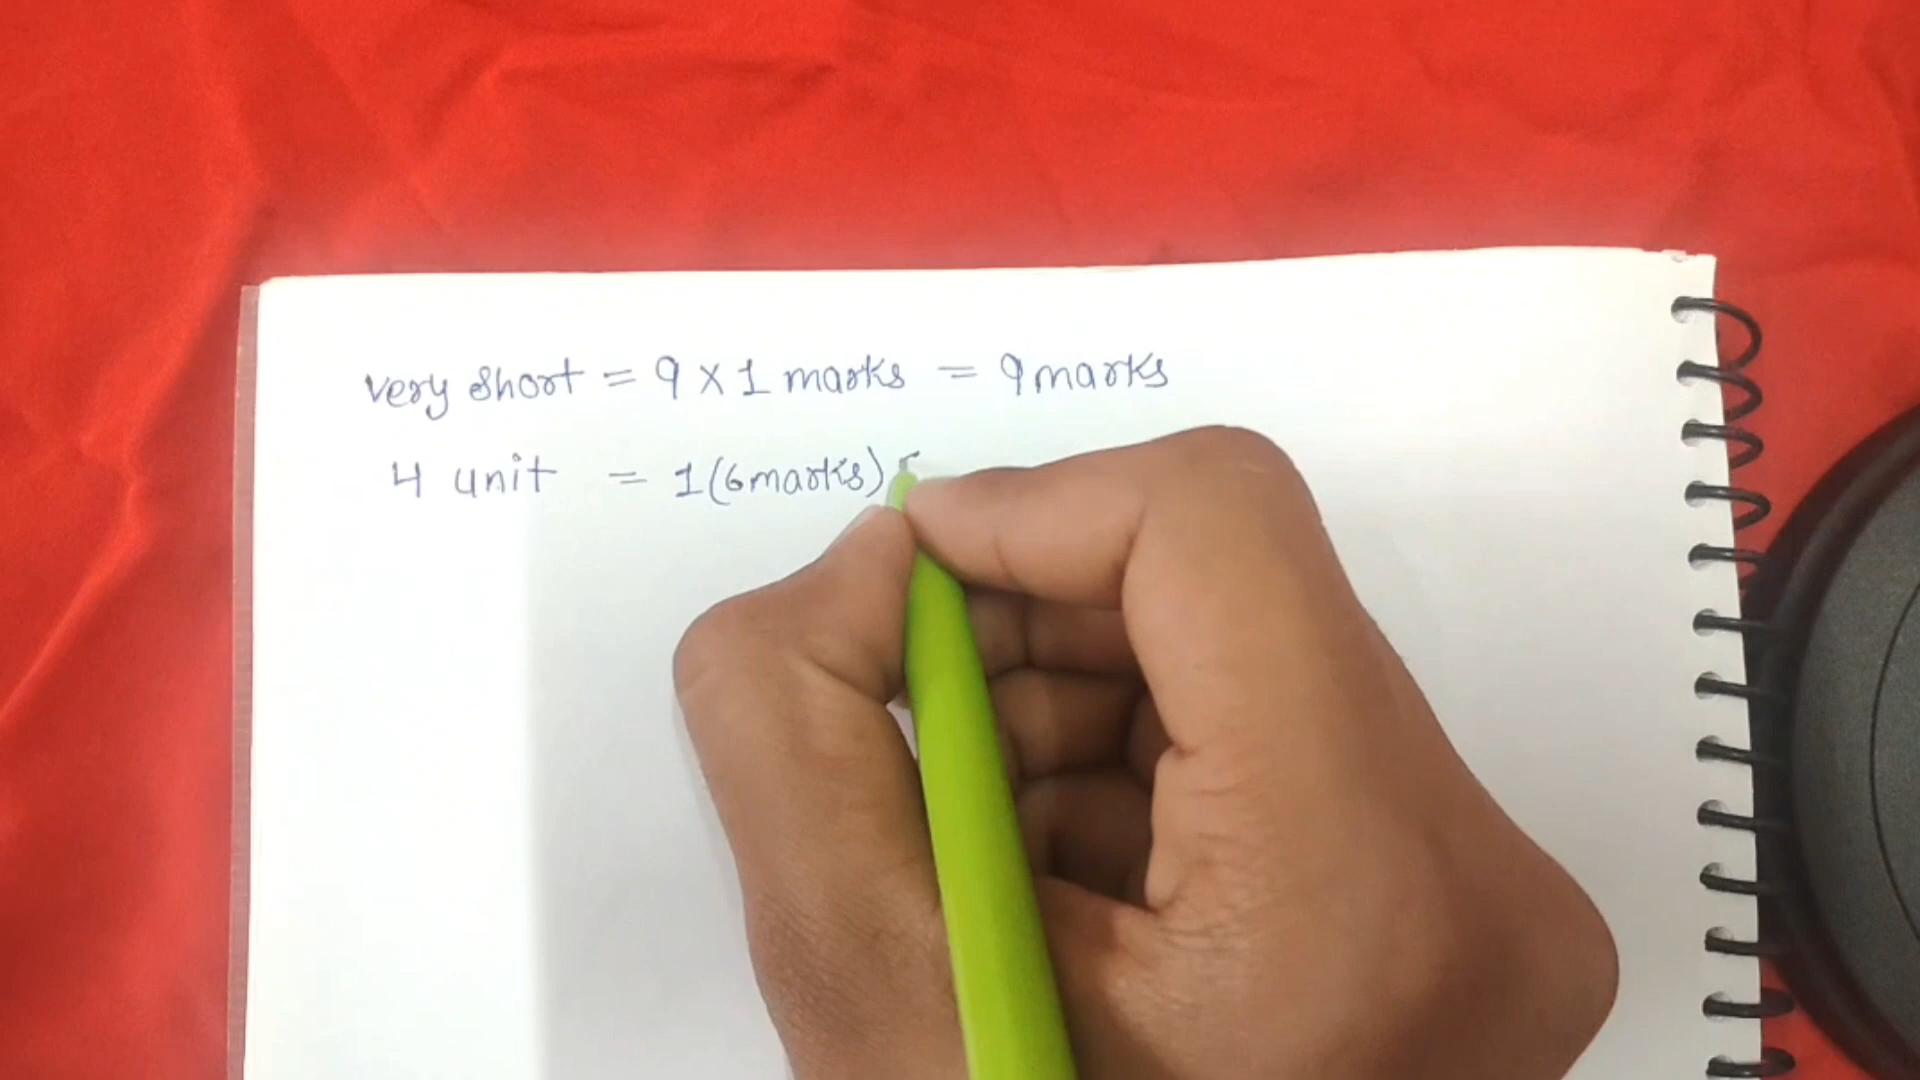 very short = 9 × 1 marks = 9 marks
4 unit = 1 (6 marks)